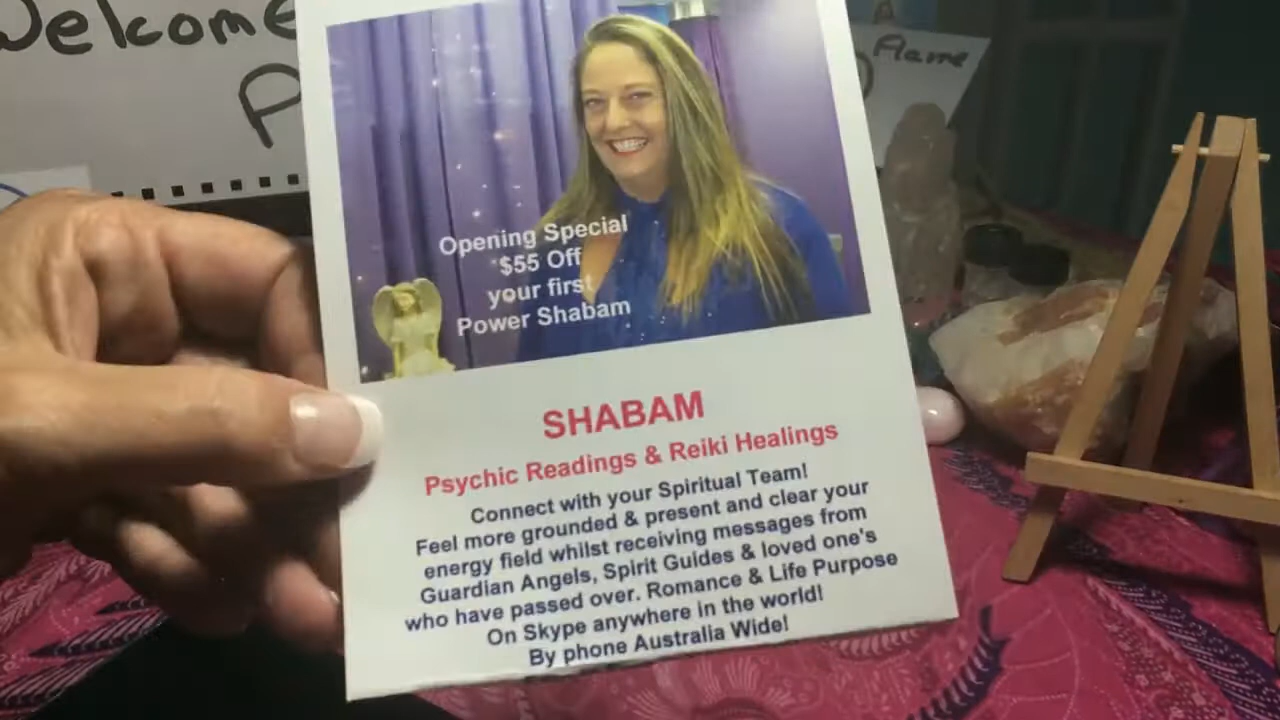 Welcome
P
Flame
Opening Special
$55 Off
your first
Power Shabam
SHABAM
Psychic Readings & Reiki Healings
Connect with your Spiritual Team!
Feel more grounded & present and clear your
energy field whilst receiving messages from
Guardian Angels, Spirit Guides & loved one's
who have passed over. Romance & Life Purpose
On Skype anywhere in the world!
By phone Australia Wide!